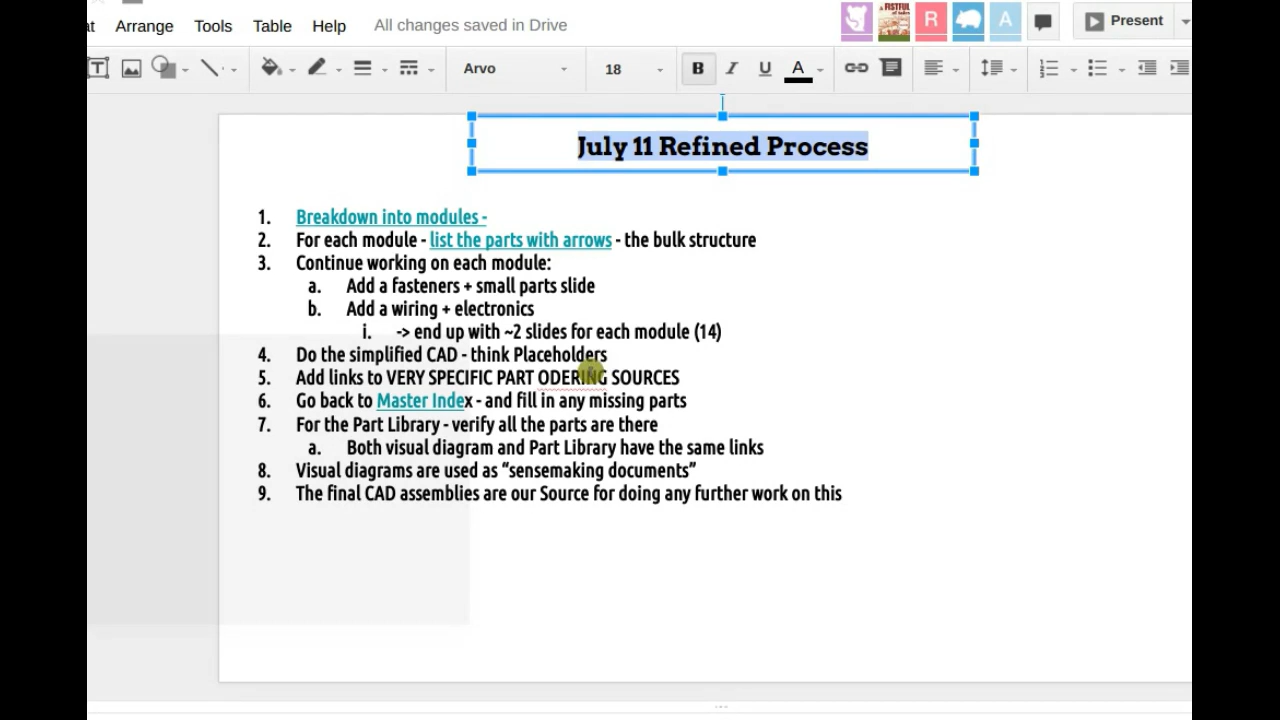 at Arrange Tools Table Help All changes saved in Drive A FISTFUL R A Present
Arvo 18 B I U A
July 11 Refined Process
1. Breakdown into modules -
2. For each module - list the parts with arrows - the bulk structure
3. Continue working on each module:
a. Add a fasteners + small parts slide
b. Add a wiring + electronics
i. -> end up with ~2 slides for each module (14)
4. Do the simplified CAD - think Placeholders
5. Add links to VERY SPECIFIC PART ODERING SOURCES
6. Go back to Master Index - and fill in any missing parts
7. For the Part Library - verify all the parts are there
a. Both visual diagram and Part Library have the same links
8. Visual diagrams are used as “sensemaking documents”
9. The final CAD assemblies are our Source for doing any further work on this